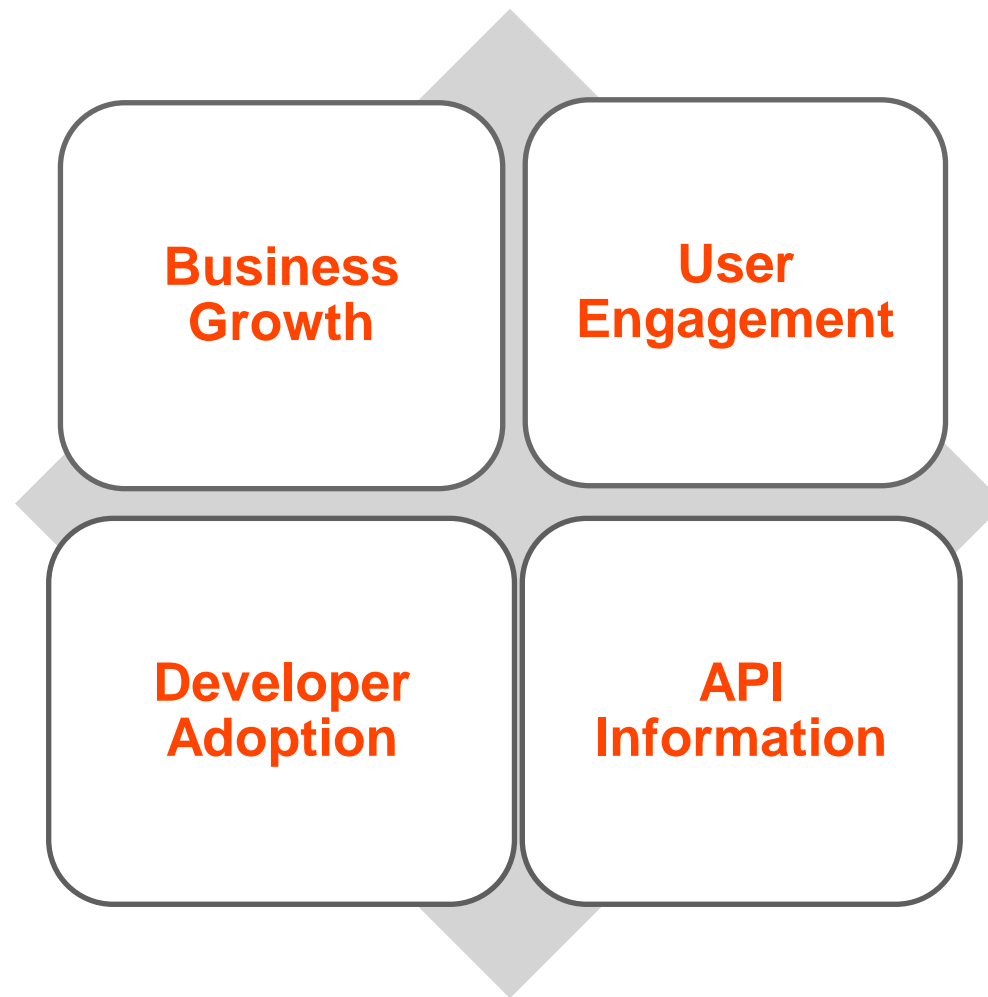 Business
Growth
User
Engagement
Developer
Adoption
API
Information